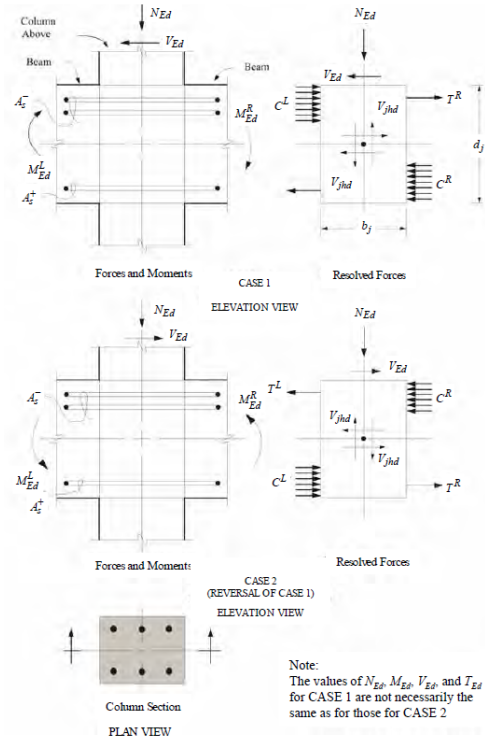 N_Ed
Column
Above
V_Ed
Beam
Beam
A_s^-
M_Ed^R
M_Ed^L
A_s^+
N_Ed
V_Ed
C^L
T^R
V_jhd
d_j
V_jhd
C^R
b_j
Forces and Moments
Resolved Forces
CASE 1
ELEVATION VIEW
N_Ed
V_Ed
A_s^-
M_Ed^R
M_Ed^L
A_s^+
N_Ed
V_Ed
T^L
C^R
V_jhd
V_jhd
C^L
T^R
Forces and Moments
Resolved Forces
CASE 2
(REVERSAL OF CASE 1)
ELEVATION VIEW
Column Section
PLAN VIEW
Note:
The values of N_Ed, M_Ed, V_Ed, and T_Ed
for CASE 1 are not necessarily the
same as for those for CASE 2